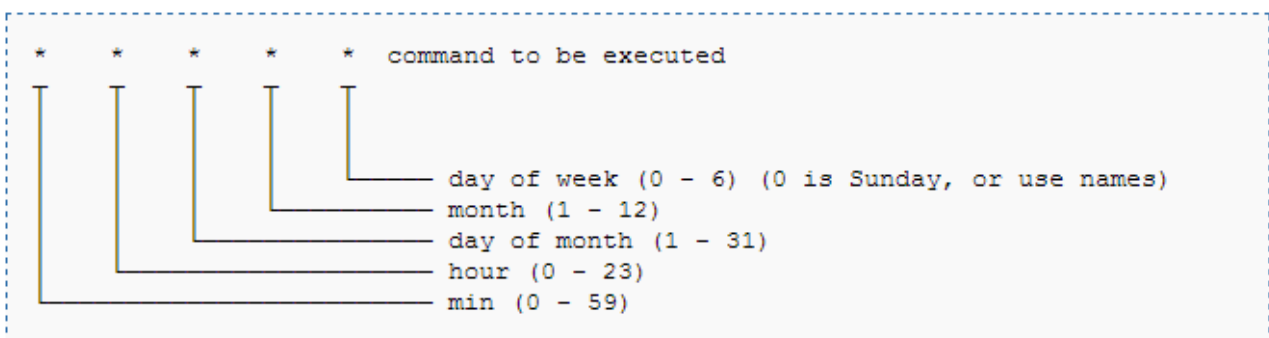 * * * * * command to be executed
day of week (0 - 6) (0 is Sunday, or use names)
month (1 - 12)
day of month (1 - 31)
hour (0 - 23)
min (0 - 59)